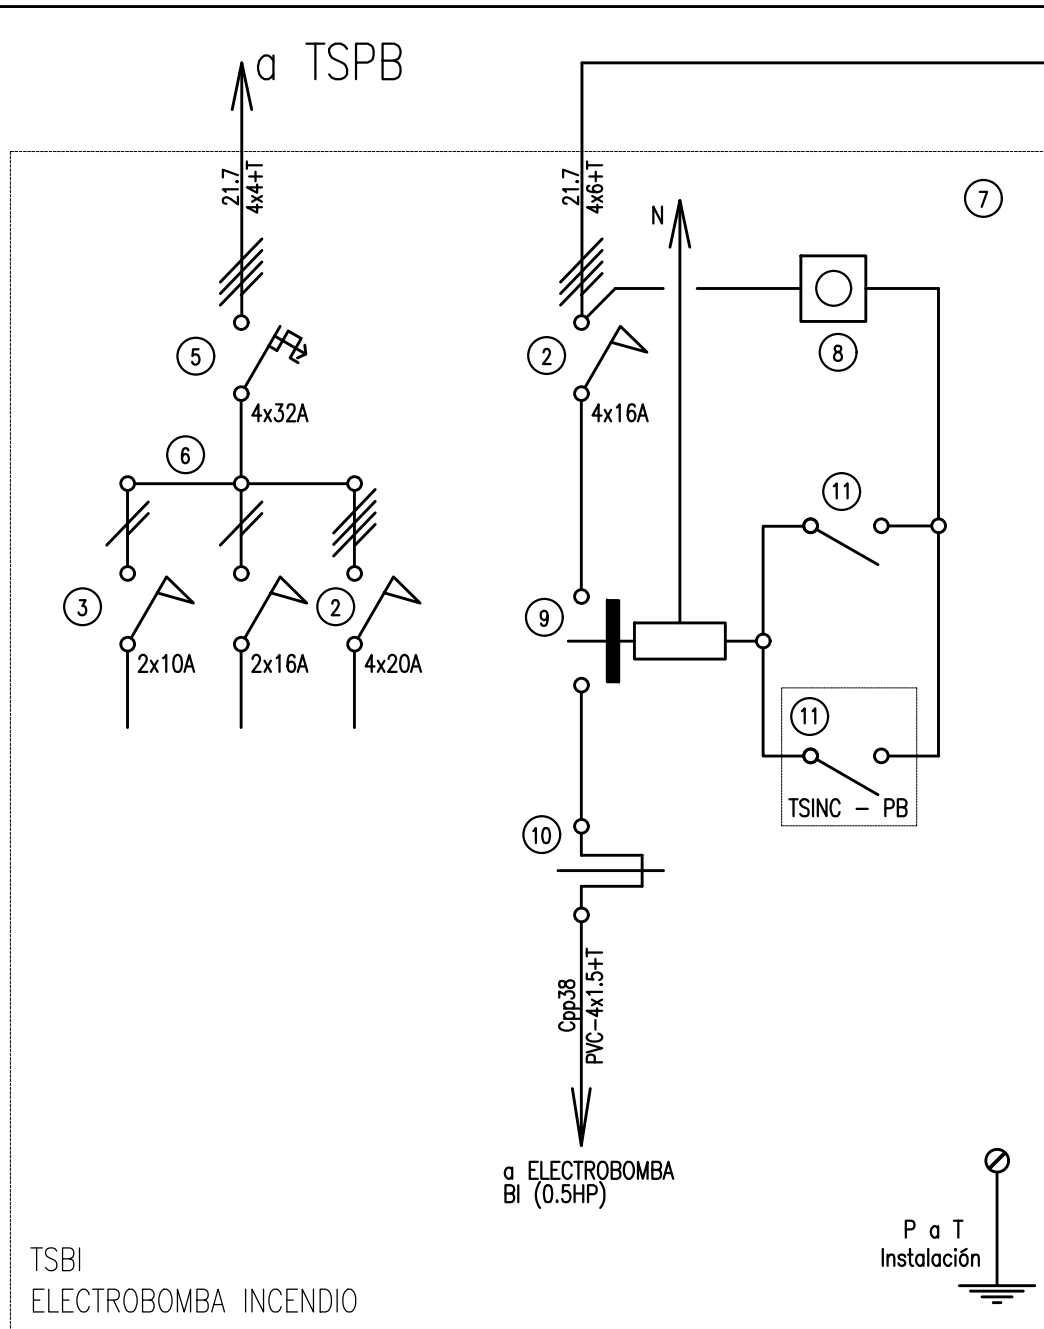 a TSPB
21.7
4x4+T
21.7
4x6+T
7
N
5
2
8
4x32A
4x16A
6
11
3
2
9
2x10A
2x16A
4x20A
11
TSINC - PB
10
Cpp38
PVC-4x1.5+T
a ELECTROBOMBA
BI (0.5HP)
P a T
Instalación
TSBI
ELECTROBOMBA INCENDIO